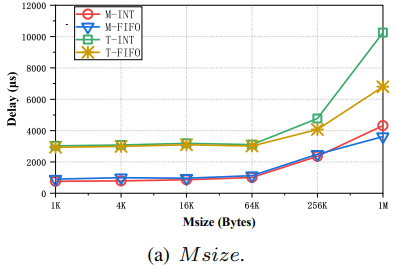 12000
10000
8000
6000
4000
2000
0
Delay (μs)
M-INT
M-FIFO
T-INT
T-FIFO
1K 4K 16K 64K 256K 1M
Msize (Bytes)
(a) Msize.